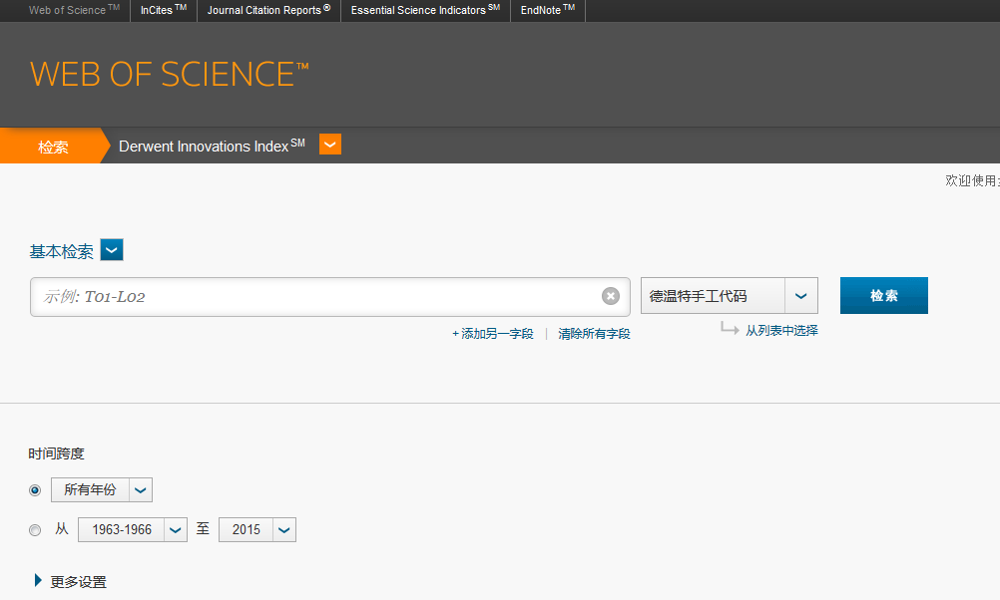 Web of Science™ InCites™ Journal Citation Reports® Essential Science Indicators℠ EndNote™
WEB OF SCIENCE™
检索 Derwent Innovations Index℠
欢迎使用
基本检索
示例: T01-L02 德温特手工代码 检索
+ 添加另一字段 | 清除所有字段 从列表中选择
时间跨度
所有年份
从 1963-1966 至 2015
更多设置